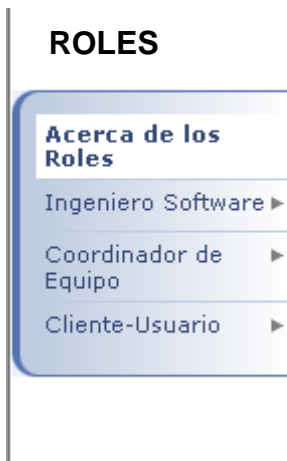 ROLES
Acerca de los
Roles
Ingeniero Software
Coordinador de
Equipo
Cliente-Usuario